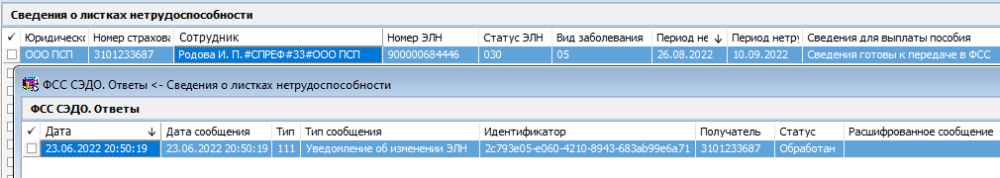 Сведения о листках нетрудоспособности
✓ Юридическо Номер страхова Сотрудник Номер ЭЛН Статус ЭЛН Вид заболевания Период не ↓ Период нетру Сведения для выплаты пособия
ООО ПСП 3101233687 Родова И. П.#СПРЕФ#33#ООО ПСП 900000684446 030 05 26.08.2022 10.09.2022 Сведения готовы к передаче в ФСС
ФСС СЭДО. Ответы <- Сведения о листках нетрудоспособности
ФСС СЭДО. Ответы
✓ Дата ↓ Дата сообщения Тип Тип сообщения Идентификатор Получатель Статус Расшифрованное сообщение
23.06.2022 20:50:19 23.06.2022 20:50:19 111 Уведомление об изменении ЭЛН 2c793e05-e060-4210-8943-683ab99e6a71 3101233687 Обработан